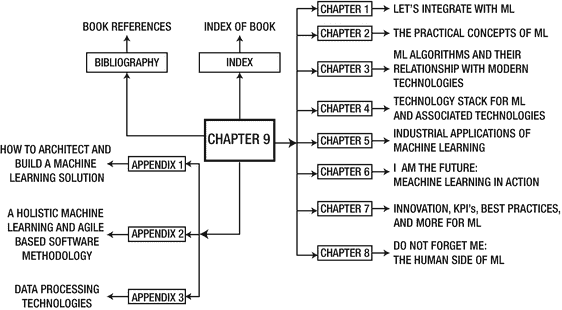 BOOK REFERENCES
BIBLIOGRAPHY
INDEX OF BOOK
INDEX
CHAPTER 9
CHAPTER 1
LET'S INTEGRATE WITH ML
CHAPTER 2
THE PRACTICAL CONCEPTS OF ML
CHAPTER 3
ML ALGORITHMS AND THEIR
RELATIONSHIP WITH MODERN
TECHNOLOGIES
CHAPTER 4
TECHNOLOGY STACK FOR ML
AND ASSOCIATED TECHNOLOGIES
CHAPTER 5
INDUSTRIAL APPLICATIONS OF
MACHINE LEARNING
CHAPTER 6
I AM THE FUTURE:
MEACHINE LEARNING IN ACTION
CHAPTER 7
INNOVATION, KPI's, BEST PRACTICES,
AND MORE FOR ML
CHAPTER 8
DO NOT FORGET ME:
THE HUMAN SIDE OF ML
HOW TO ARCHITECT AND
BUILD A MACHINE
LEARNING SOLUTION
APPENDIX 1
A HOLISTIC MACHINE
LEARNING AND AGILE
BASED SOFTWARE
METHODOLOGY
APPENDIX 2
DATA PROCESSING
TECHNOLOGIES
APPENDIX 3